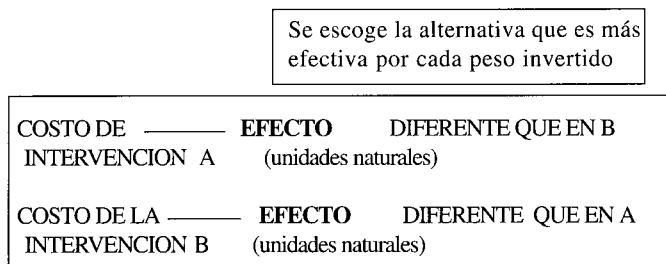 Se escoge la alternativa que es más
efectiva por cada peso invertido
COSTO DE ——— EFECTO DIFERENTE QUE EN B
INTERVENCION A (unidades naturales)
COSTO DE LA ——— EFECTO DIFERENTE QUE EN A
INTERVENCION B (unidades naturales)